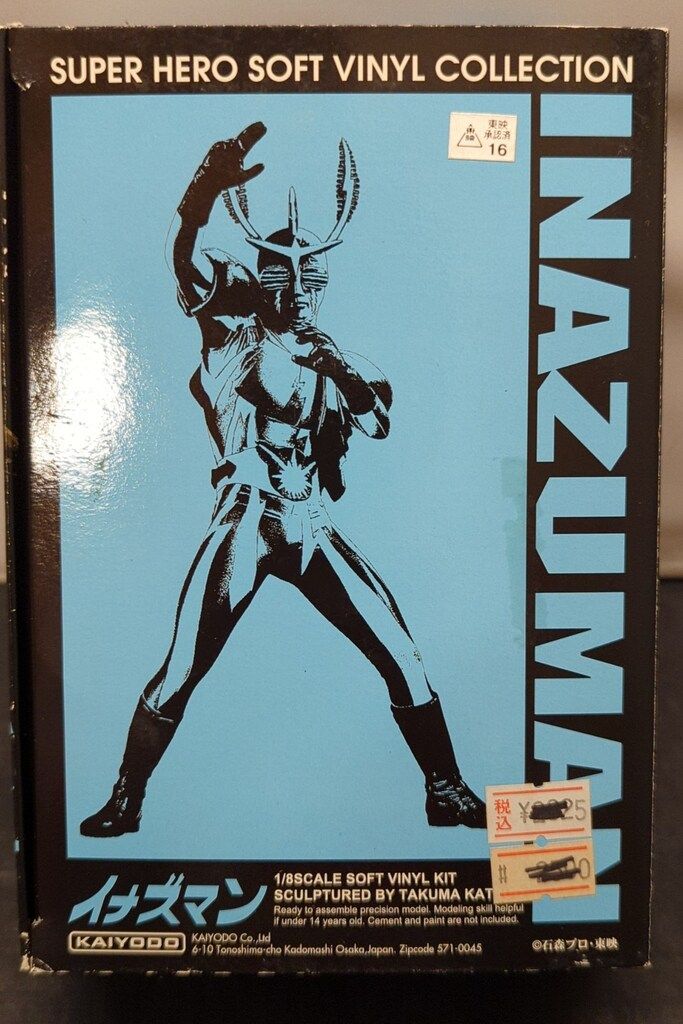 SUPER HERO SOFT VINYL COLLECTION
東映
承認済
16
INAZUMAN
税込
イナズマン
1/8SCALE SOFT VINYL KIT
SCULPTURED BY TAKUMA KAT
Ready to assemble precision model. Modeling skill helpful
if under 14 years old. Cement and paint are not included.
KAIYODO
KAIYODO Co.,Ltd
6-10 Tonoshima-cho Kadomashi Osaka,Japan. Zipcode 571-0045
©石森プロ・東映